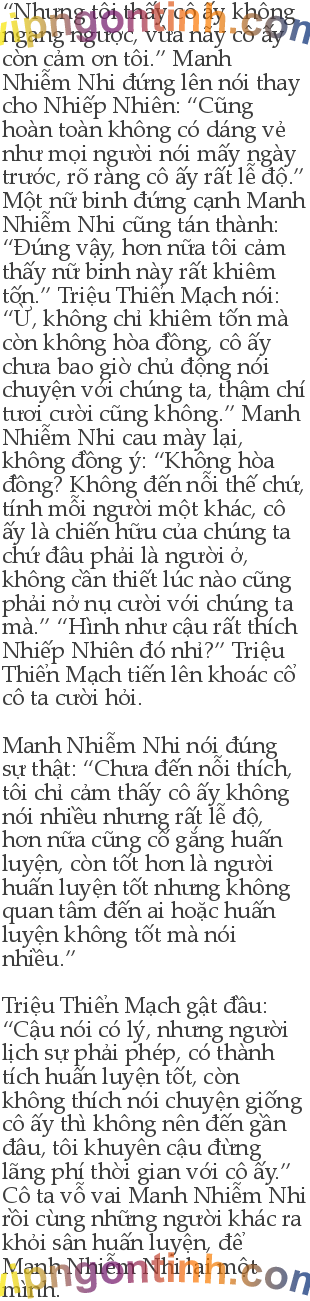 “Nhưng tôi thấy cô ấy không
ngang ngược, vừa nãy cô ấy
còn cảm ơn tôi.” Manh
Nhiễm Nhi đứng lên nói thay
cho Nhiếp Nhiên: “Cũng
hoàn toàn không có dáng vẻ
như mọi người nói mấy ngày
trước, rõ ràng cô ấy rất lễ độ.”
Một nữ binh đứng cạnh Manh
Nhiễm Nhi cũng tán thành:
“Đúng vậy, hơn nữa tôi cảm
thấy nữ binh này rất khiêm
tốn.” Triệu Thiển Mạch nói:
“Ừ, không chỉ khiêm tốn mà
còn không hòa đồng, cô ấy
chưa bao giờ chủ động nói
chuyện với chúng ta, thậm chí
tươi cười cũng không.” Manh
Nhiễm Nhi cau mày lại,
không đồng ý: “Không hòa
đồng? Không đến nỗi thế chứ,
tính mỗi người một khác, cô
ấy là chiến hữu của chúng ta
chứ đâu phải là người ở,
không cần thiết lúc nào cũng
phải nở nụ cười với chúng ta
mà.” “Hình như cậu rất thích
Nhiếp Nhiên đó nhỉ?” Triệu
Thiển Mạch tiến lên khoác cổ
cô ta cười hỏi.
Manh Nhiễm Nhi nói đúng
sự thật: “Chưa đến nỗi thích,
tôi chỉ cảm thấy cô ấy không
nói nhiều nhưng rất lễ độ,
hơn nữa cũng cố gắng huấn
luyện, còn tốt hơn là người
huấn luyện tốt nhưng không
quan tâm đến ai hoặc huấn
luyện không tốt mà nói
nhiều.”
Triệu Thiển Mạch gật đầu:
“Cậu nói có lý, nhưng người
lịch sự phải phép, có thành
tích huấn luyện tốt, còn
không thích nói chuyện giống
cô ấy thì không nên đến gần
đâu, tôi khuyên cậu đừng
lãng phí thời gian với cô ấy.”
Cô ta vỗ vai Manh Nhiễm Nhi
rồi cùng những người khác ra
khỏi sân huấn luyện, để
Manh Nhiễm Nhi lại một
mình.
ipngontinh.com
ipngontinh.com